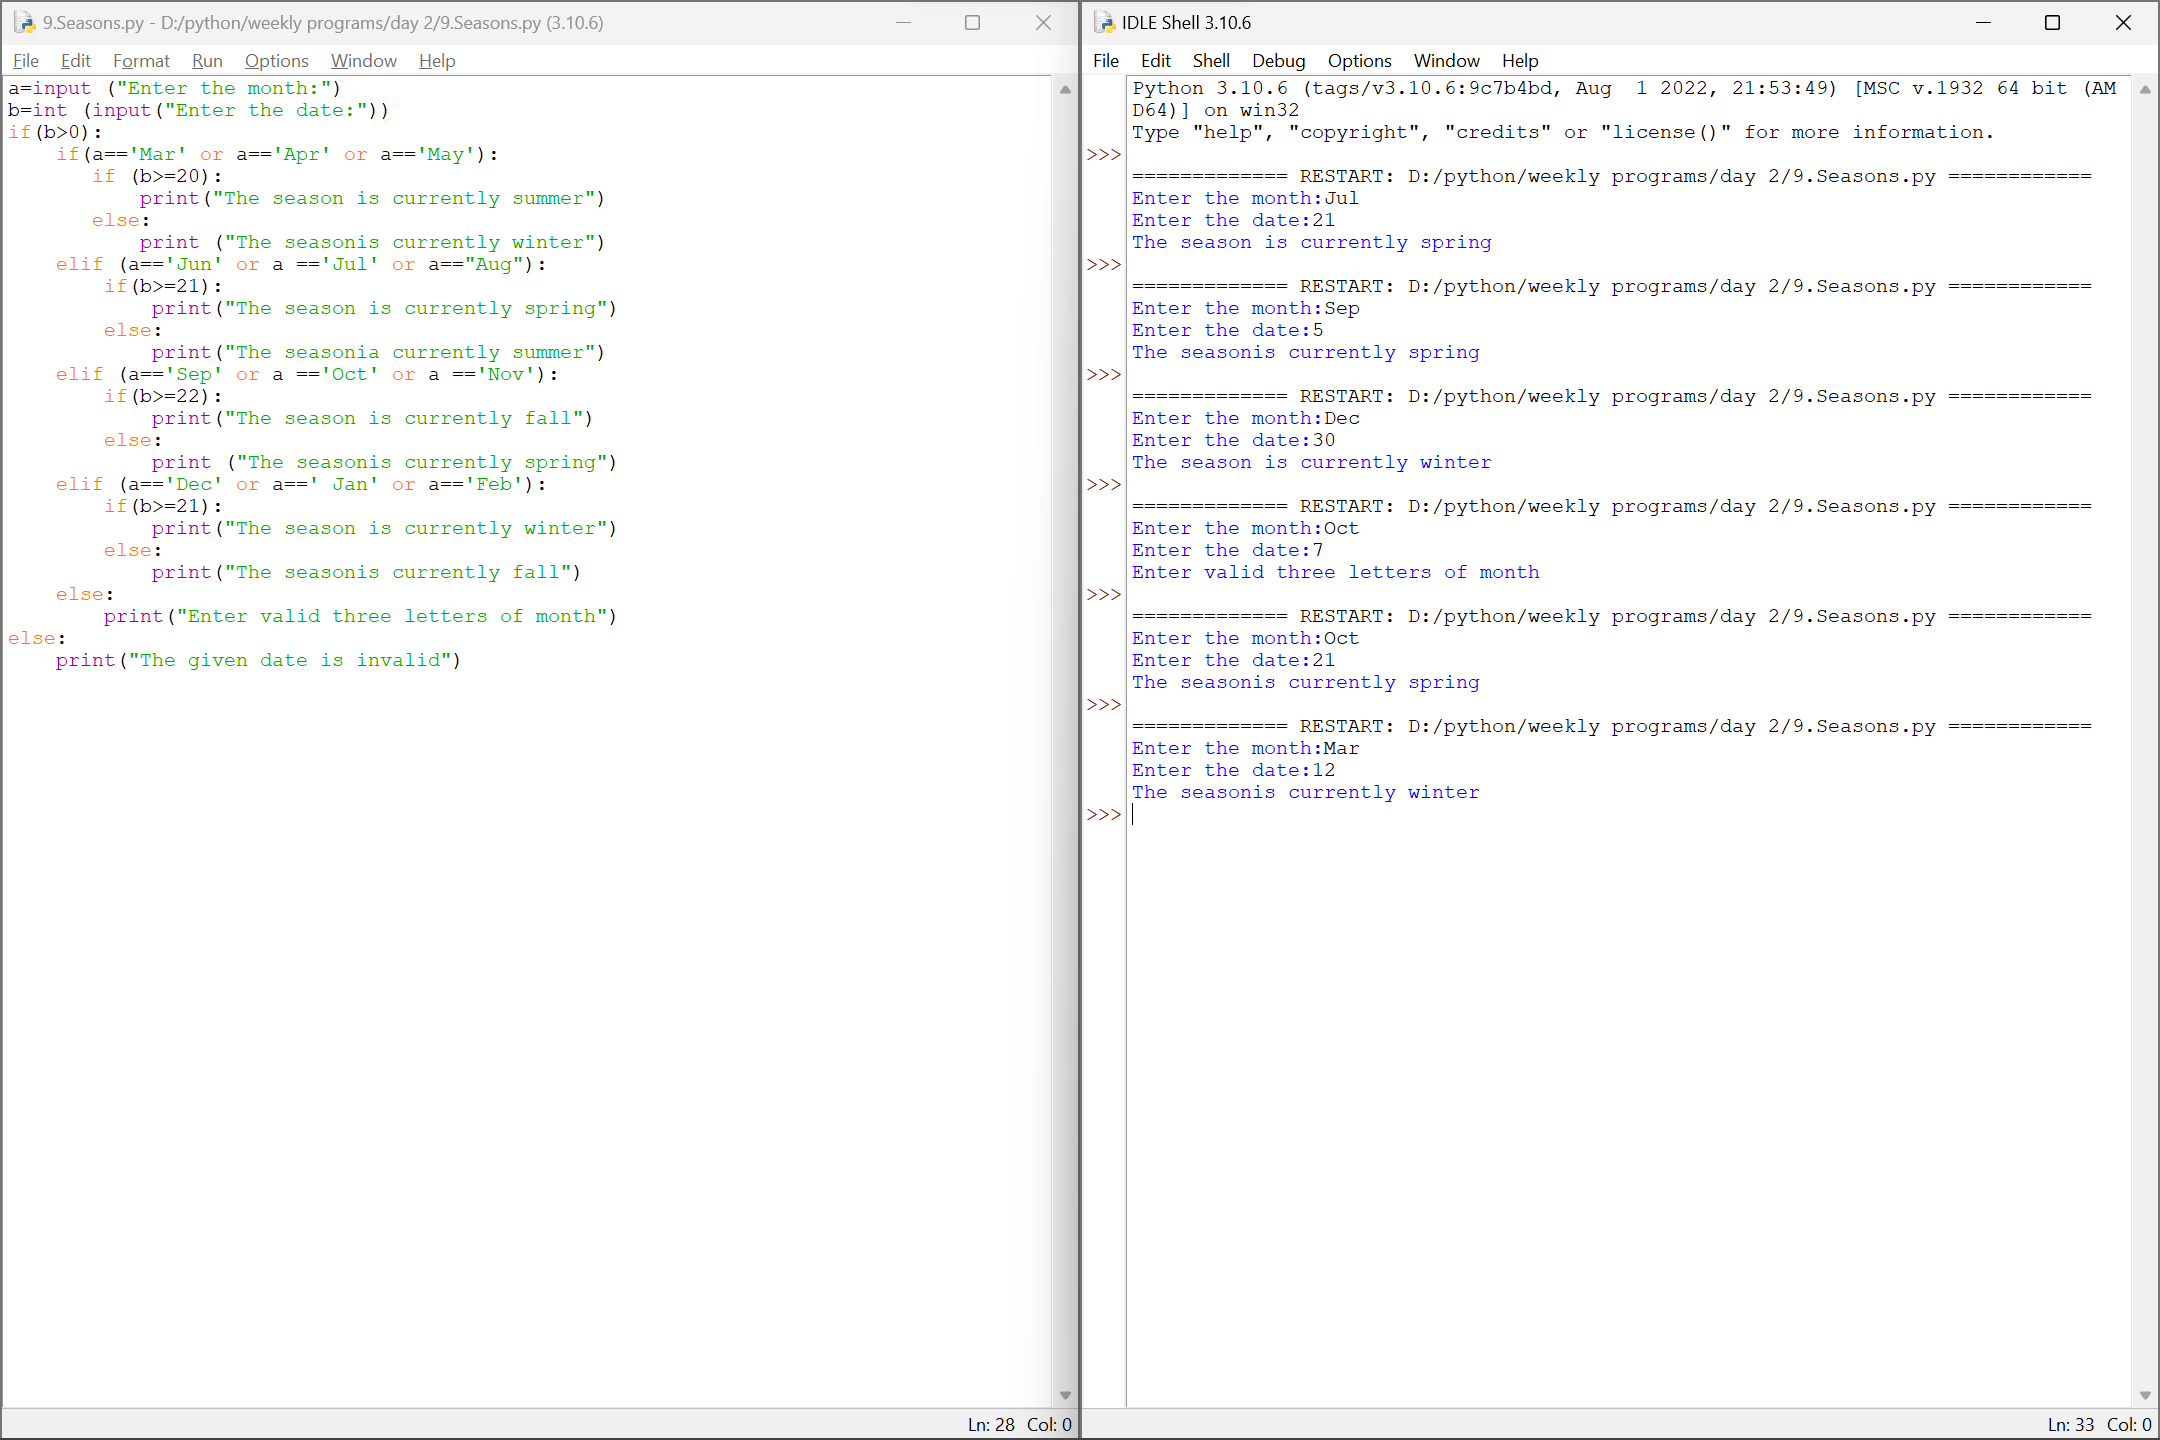 9.Seasons.py - D:/python/weekly programs/day 2/9.Seasons.py (3.10.6)
File Edit Format Run Options Window Help
a=input ("Enter the month:")
b=int (input("Enter the date:"))
if(b>0):
    if(a=='Mar' or a=='Apr' or a=='May'):
       if (b>=20):
           print("The season is currently summer")
       else:
           print ("The seasonis currently winter")
    elif (a=='Jun' or a =='Jul' or a=="Aug"):
        if(b>=21):
            print("The season is currently spring")
        else:
            print("The seasonia currently summer")
    elif (a=='Sep' or a =='Oct' or a =='Nov'):
        if(b>=22):
            print("The season is currently fall")
        else:
            print ("The seasonis currently spring")
    elif (a=='Dec' or a==' Jan' or a=='Feb'):
        if(b>=21):
            print("The season is currently winter")
        else:
            print("The seasonis currently fall")
    else:
        print("Enter valid three letters of month")
else:
    print("The given date is invalid")
Ln: 28 Col: 0
IDLE Shell 3.10.6
File Edit Shell Debug Options Window Help
Python 3.10.6 (tags/v3.10.6:9c7b4bd, Aug  1 2022, 21:53:49) [MSC v.1932 64 bit (AM
D64)] on win32
Type "help", "copyright", "credits" or "license()" for more information.
>>>
============= RESTART: D:/python/weekly programs/day 2/9.Seasons.py ============
Enter the month:Jul
Enter the date:21
The season is currently spring
>>>
============= RESTART: D:/python/weekly programs/day 2/9.Seasons.py ============
Enter the month:Sep
Enter the date:5
The seasonis currently spring
>>>
============= RESTART: D:/python/weekly programs/day 2/9.Seasons.py ============
Enter the month:Dec
Enter the date:30
The season is currently winter
>>>
============= RESTART: D:/python/weekly programs/day 2/9.Seasons.py ============
Enter the month:Oct
Enter the date:7
Enter valid three letters of month
>>>
============= RESTART: D:/python/weekly programs/day 2/9.Seasons.py ============
Enter the month:Oct
Enter the date:21
The seasonis currently spring
>>>
============= RESTART: D:/python/weekly programs/day 2/9.Seasons.py ============
Enter the month:Mar
Enter the date:12
The seasonis currently winter
>>>
Ln: 33 Col: 0